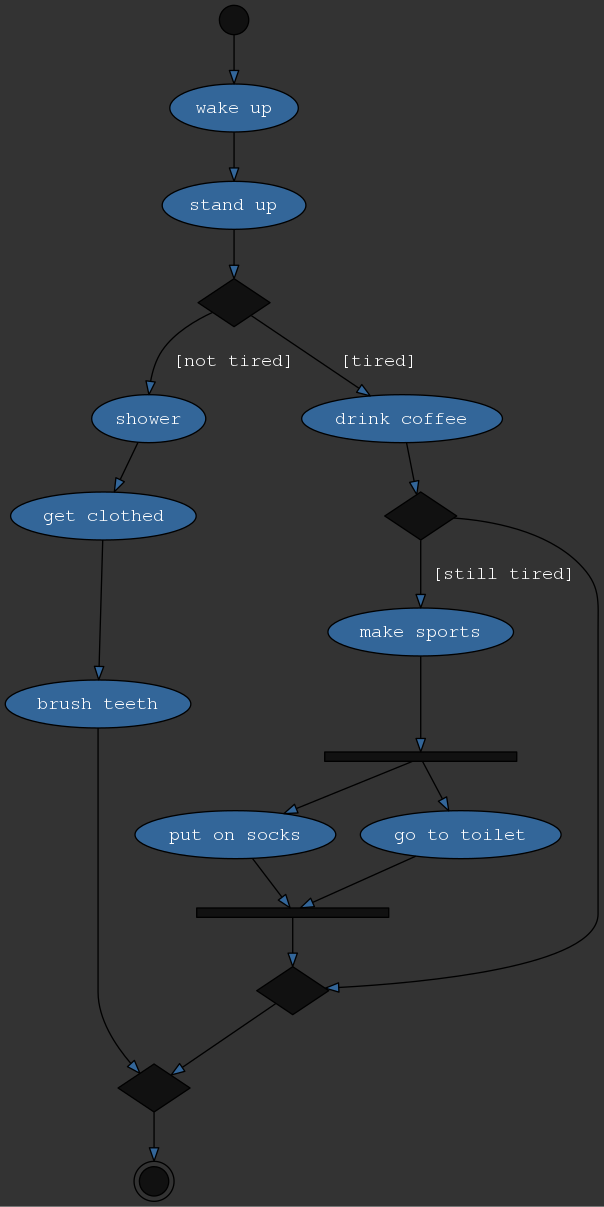 wake up
stand up
[not tired]
[tired]
shower
drink coffee
get clothed
[still tired]
make sports
brush teeth
put on socks
go to toilet